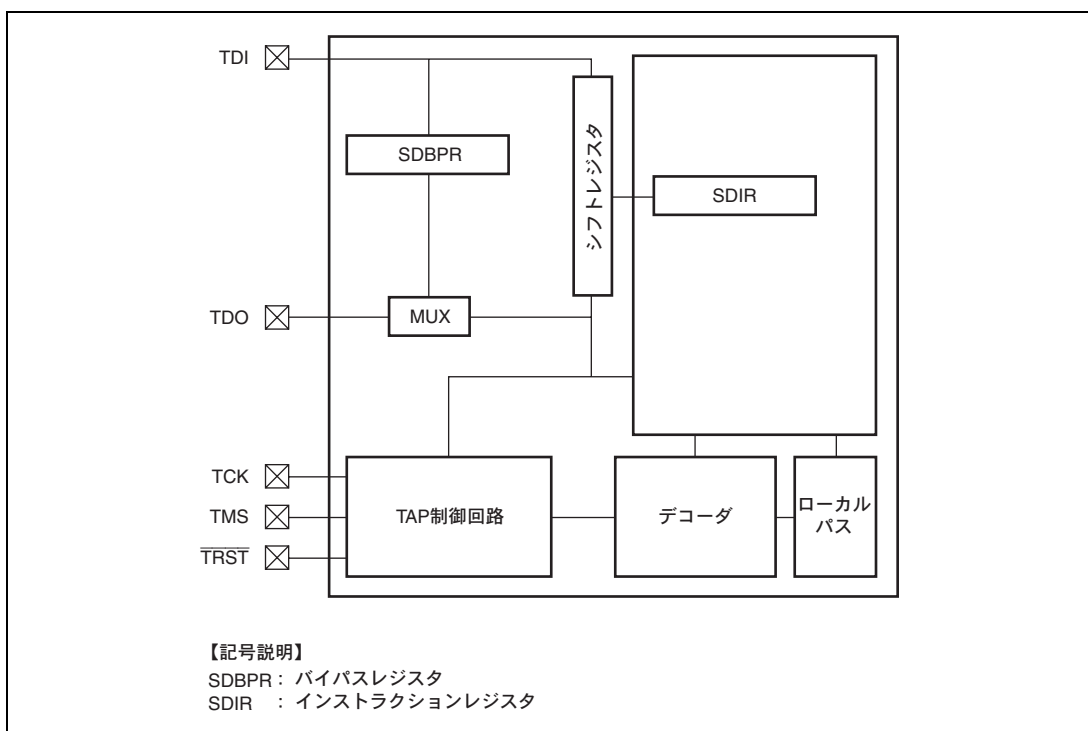 TDI
SDBPR
シフトレジスタ
SDIR
TDO
MUX
TCK
TMS
TRST
TAP制御回路
デコーダ
ローカル
パス
【記号説明】
SDBPR： バイパスレジスタ
SDIR ： インストラクションレジスタ